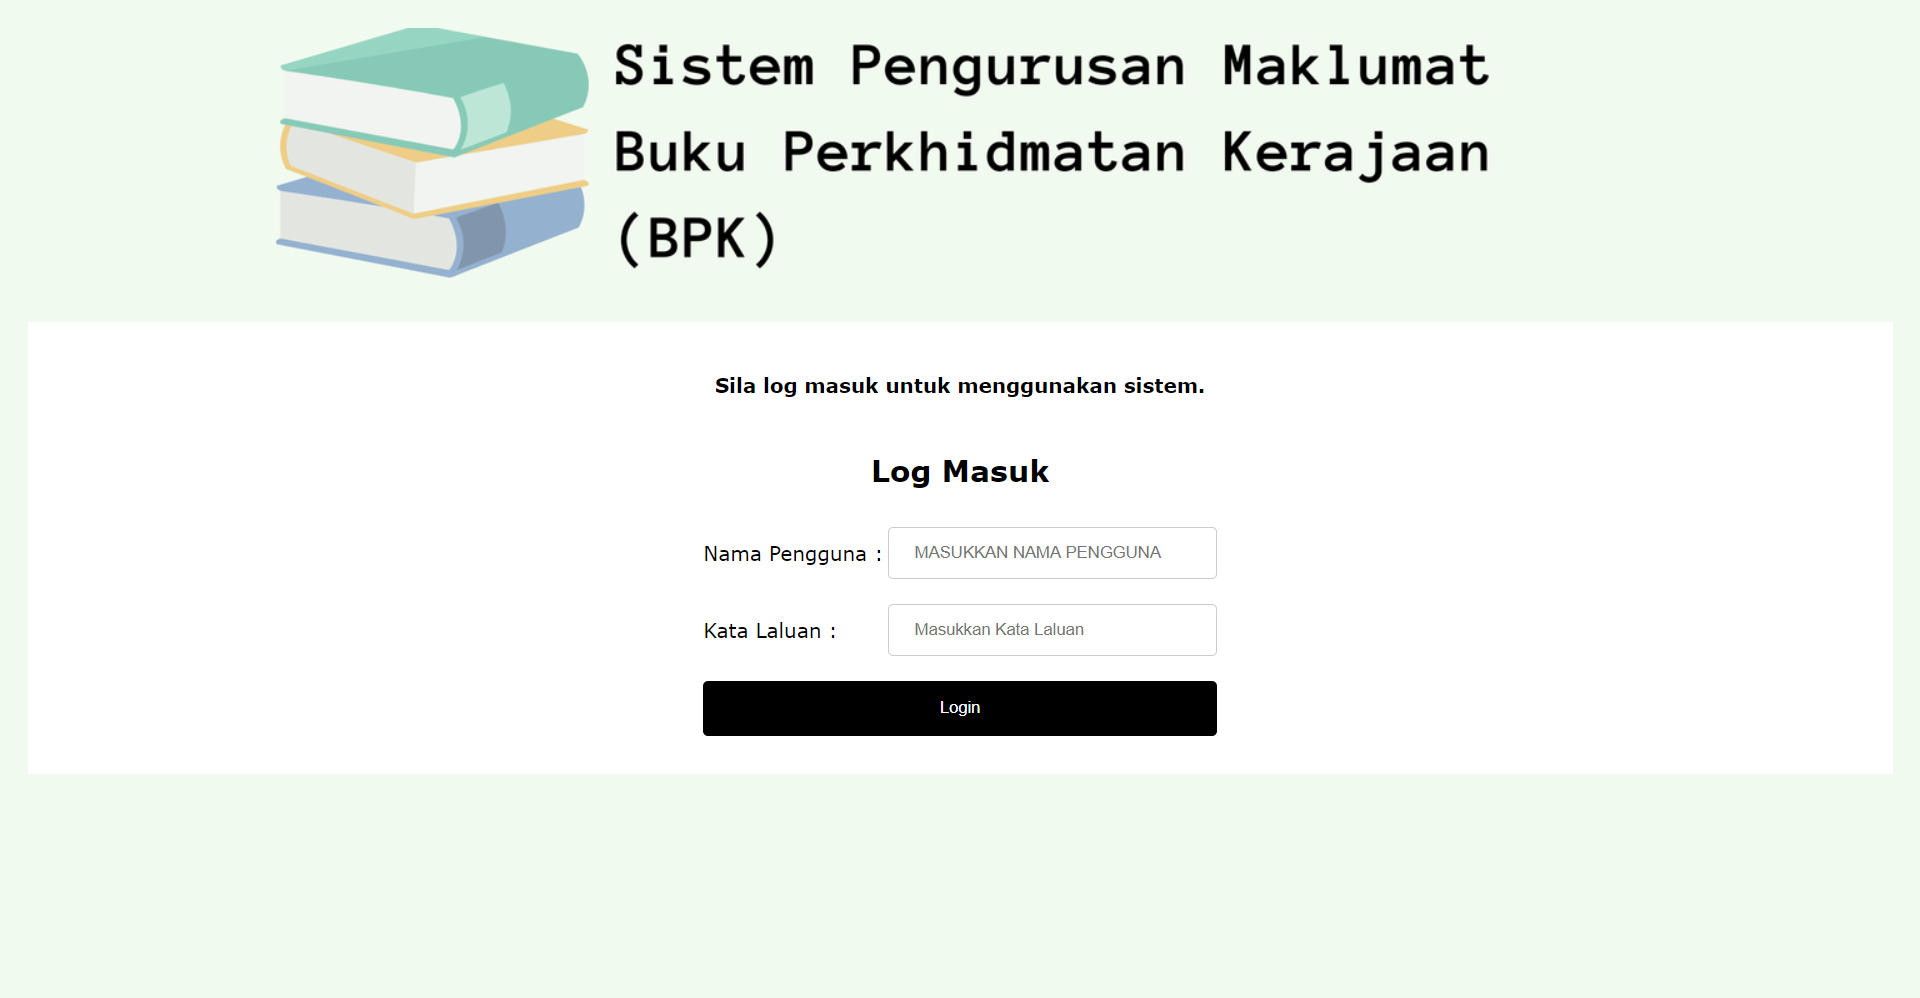 Sistem Pengurusan Maklumat
Buku Perkhidmatan Kerajaan
(BPK)
Sila log masuk untuk menggunakan sistem.
Log Masuk
Nama Pengguna : MASUKKAN NAMA PENGGUNA
Kata Laluan : Masukkan Kata Laluan
Login